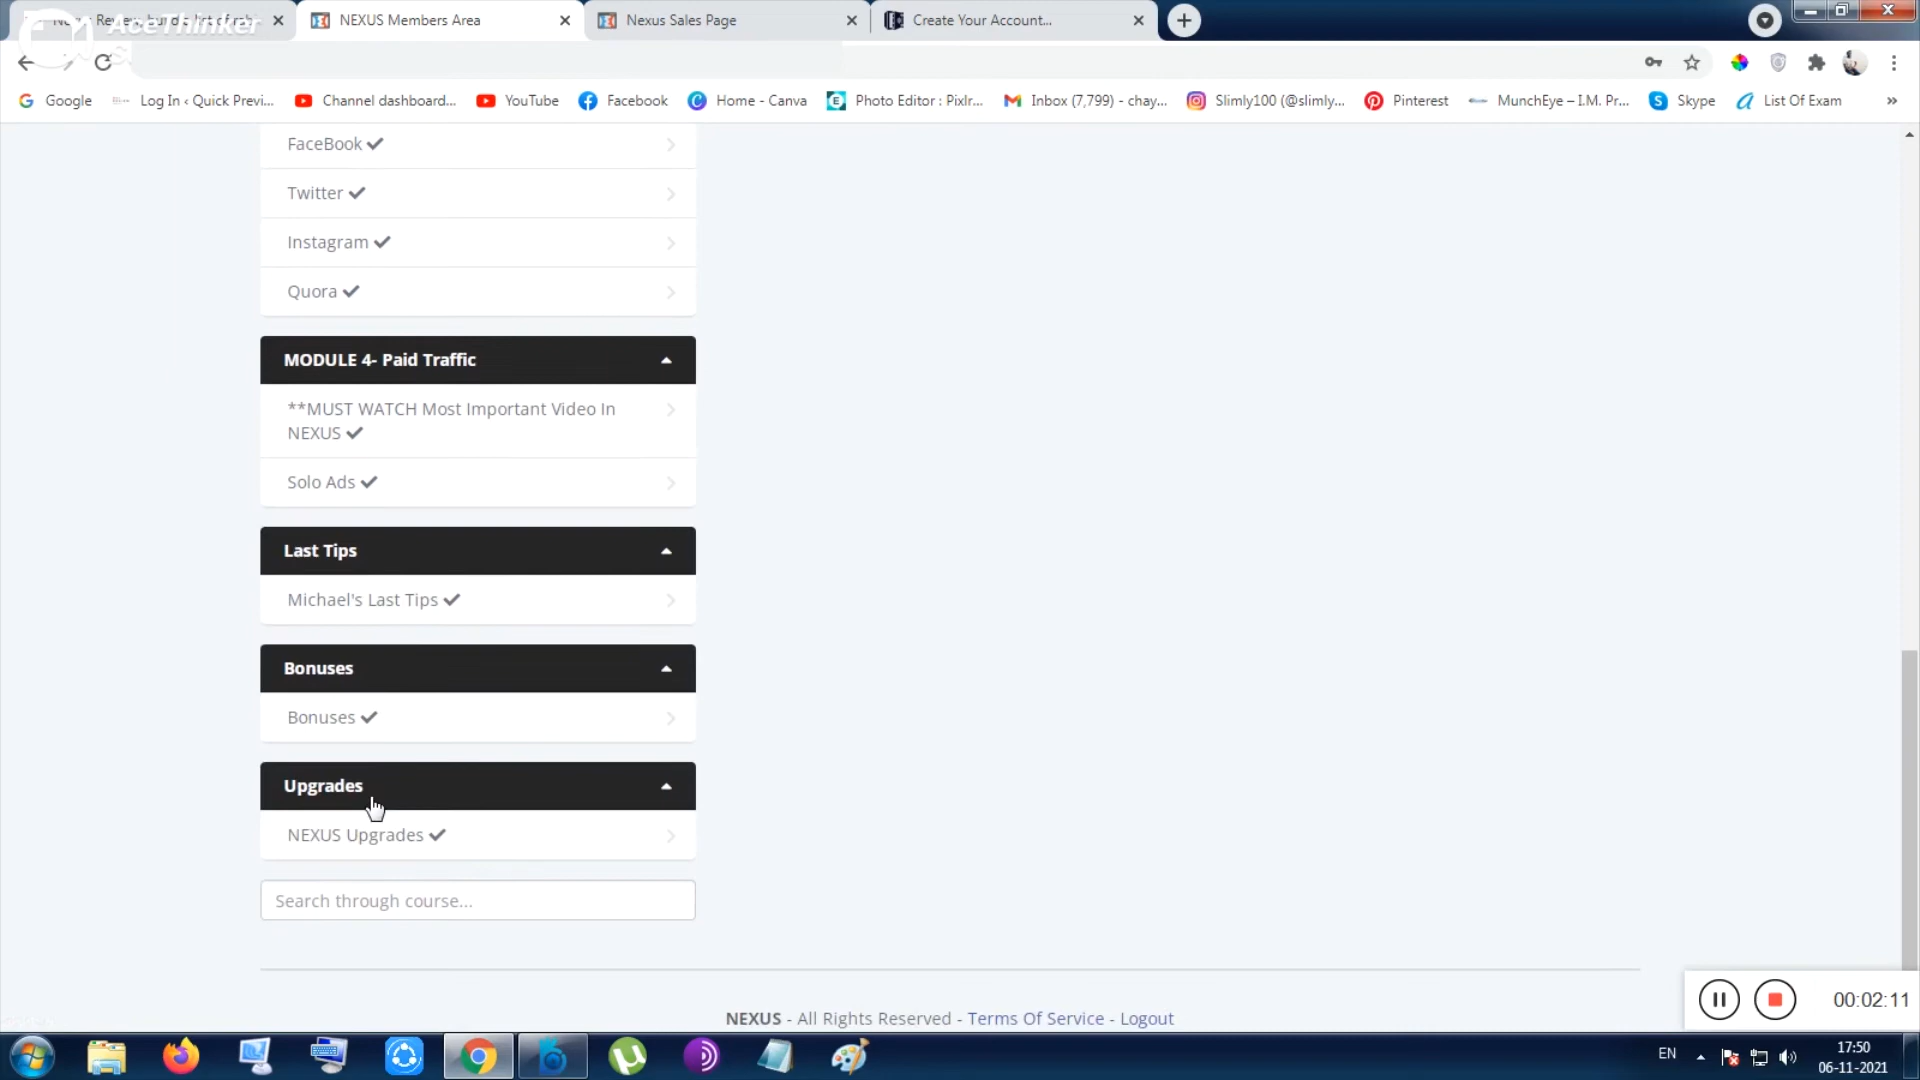 NEXUS Members Area
Nexus Sales Page
Create Your Account...
AceThinker
Google
Log In ‹ Quick Previ...
Channel dashboard...
YouTube
Facebook
Home - Canva
Photo Editor : Pixlr...
Inbox (7,799) - chay...
Slimly100 (@slimly...
Pinterest
MunchEye – I.M. Pr...
Skype
List Of Exam
»
FaceBook
Twitter
Instagram
Quora
MODULE 4- Paid Traffic
**MUST WATCH Most Important Video In
NEXUS
Solo Ads
Last Tips
Michael's Last Tips
Bonuses
Bonuses
Upgrades
NEXUS Upgrades
Search through course...
NEXUS - All Rights Reserved - Terms Of Service - Logout
00:02:11
EN
17:50
06-11-2021